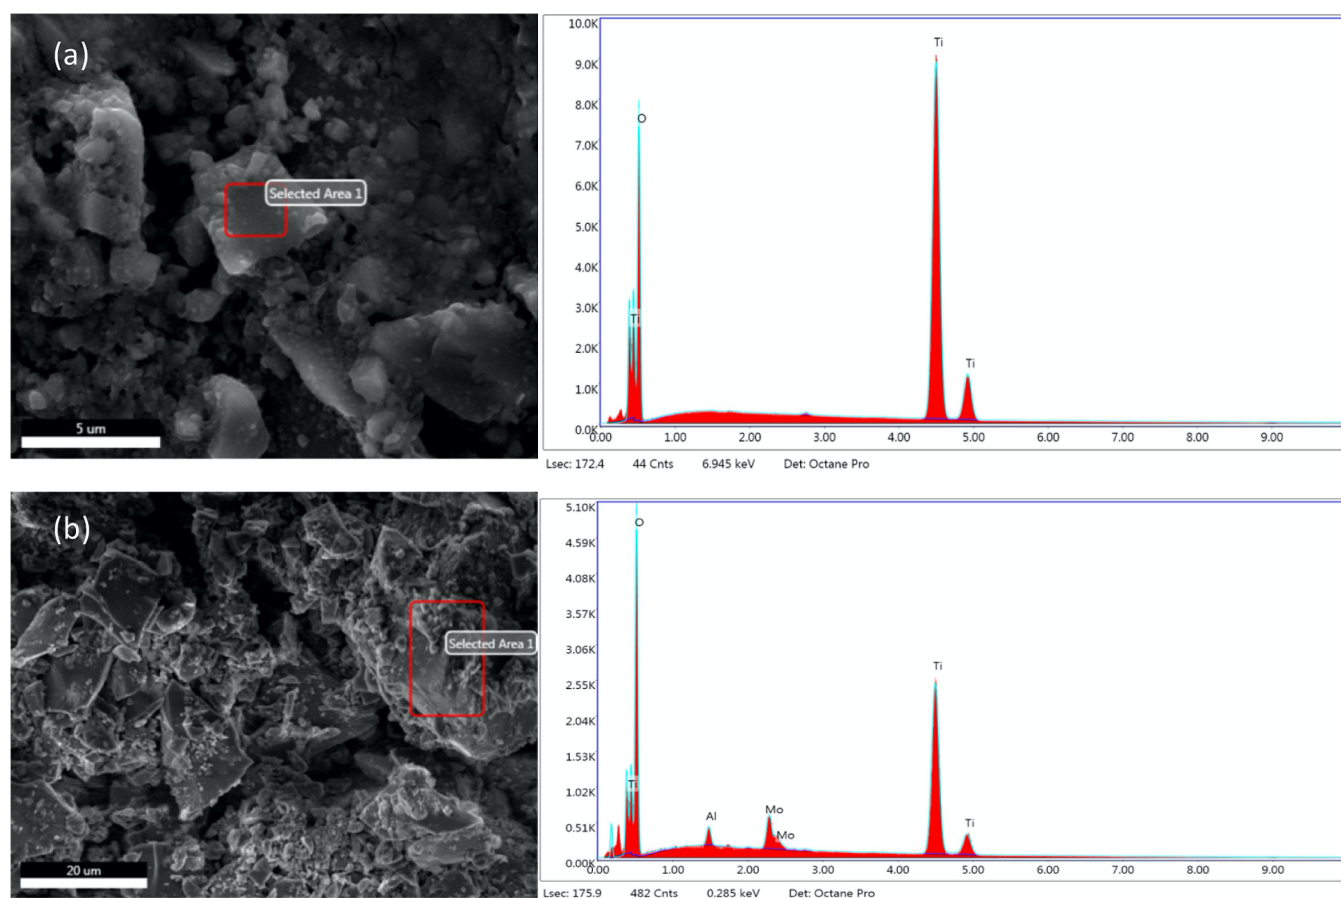 (a)
Selected Area 1
5 um
10.0K
9.0K
8.0K
7.0K
6.0K
5.0K
4.0K
3.0K
2.0K
1.0K
0.0K
Ti
O
Ti
Ti
0.00 1.00 2.00 3.00 4.00 5.00 6.00 7.00 8.00 9.00
Lsec: 172.4 44 Cnts 6.945 keV Det: Octane Pro
(b)
Selected Area 1
20 um
5.10K
4.59K
4.08K
3.57K
3.06K
2.55K
2.04K
1.53K
1.02K
0.51K
0.00K
O
Ti
Ti
Al
Mo
Mo
Ti
0.00 1.00 2.00 3.00 4.00 5.00 6.00 7.00 8.00 9.00
Lsec: 175.9 482 Cnts 0.285 keV Det: Octane Pro